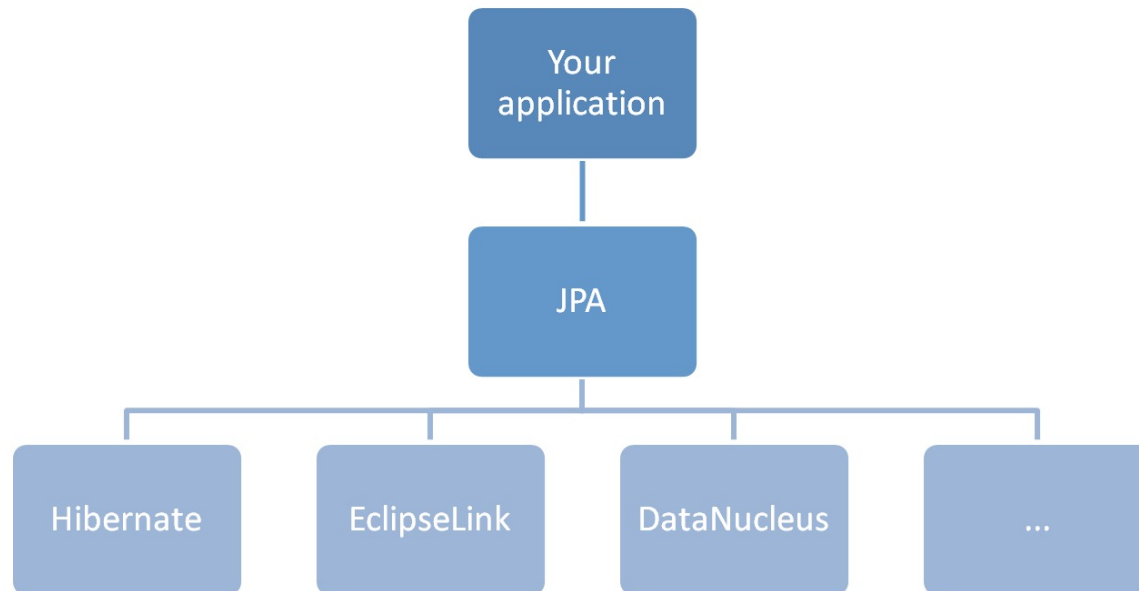 Your
application
JPA
Hibernate
EclipseLink
DataNucleus
...